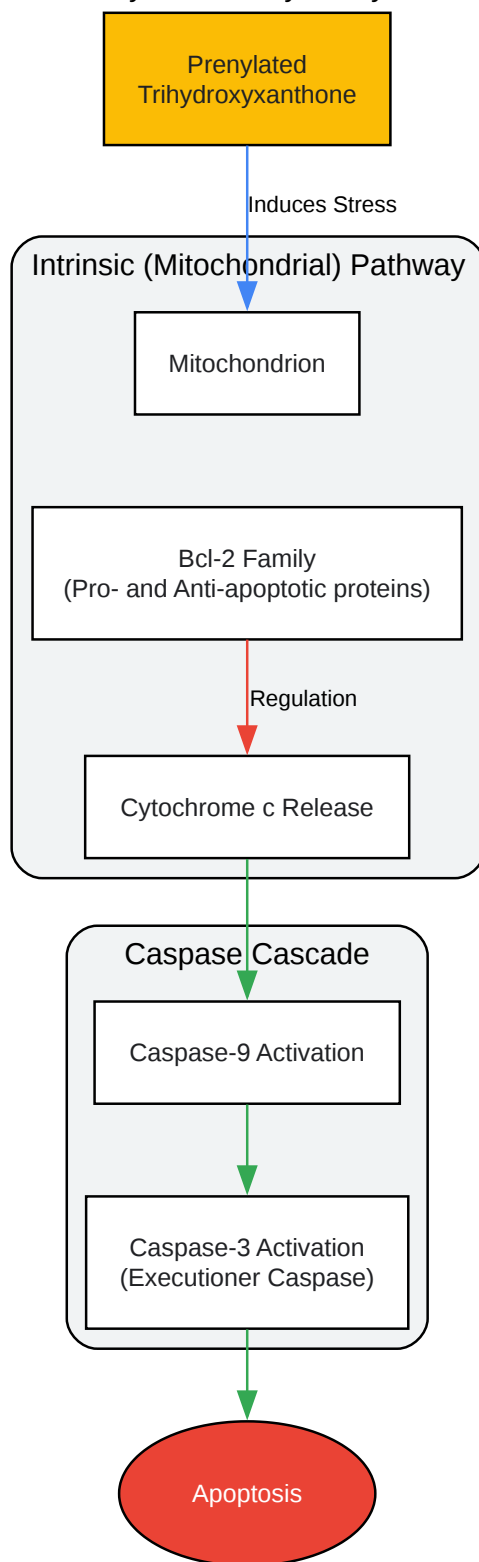 Prenylated
Trihydroxyxanthone
Induces Stress
Intrinsic (Mitochondrial) Pathway
Mitochondrion
Bcl-2 Family
(Pro- and Anti-apoptotic proteins)
Regulation
Cytochrome c Release
Caspase Cascade
Caspase-9 Activation
Caspase-3 Activation
(Executioner Caspase)
Apoptosis